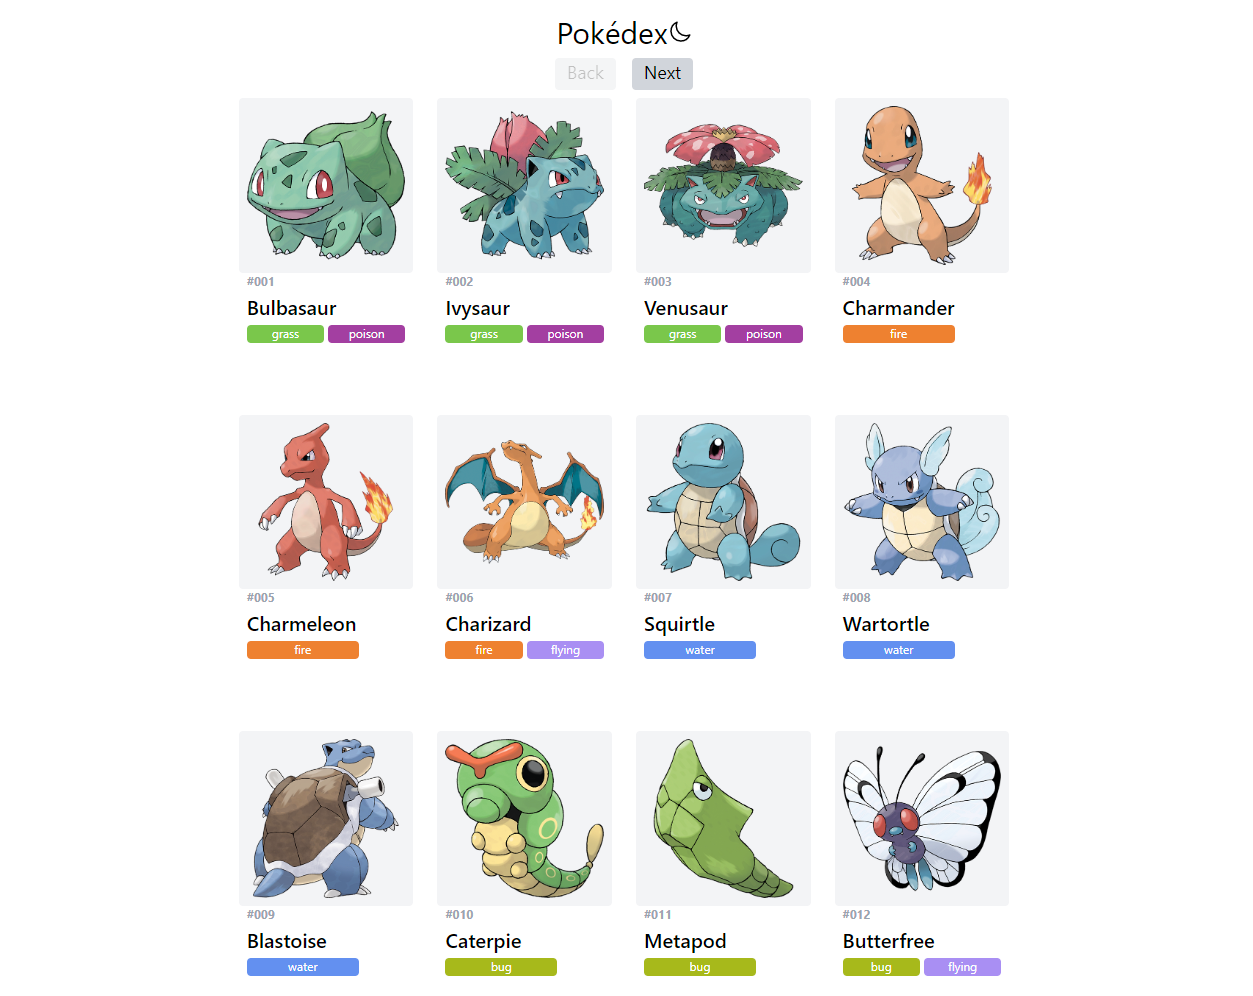 Pokédex
Back Next
#001 #002 #003 #004
Bulbasaur Ivysaur Venusaur Charmander
grass poison grass poison grass poison fire
#005 #006 #007 #008
Charmeleon Charizard Squirtle Wartortle
fire fire flying water water
#009 #010 #011 #012
Blastoise Caterpie Metapod Butterfree
water bug bug bug flying